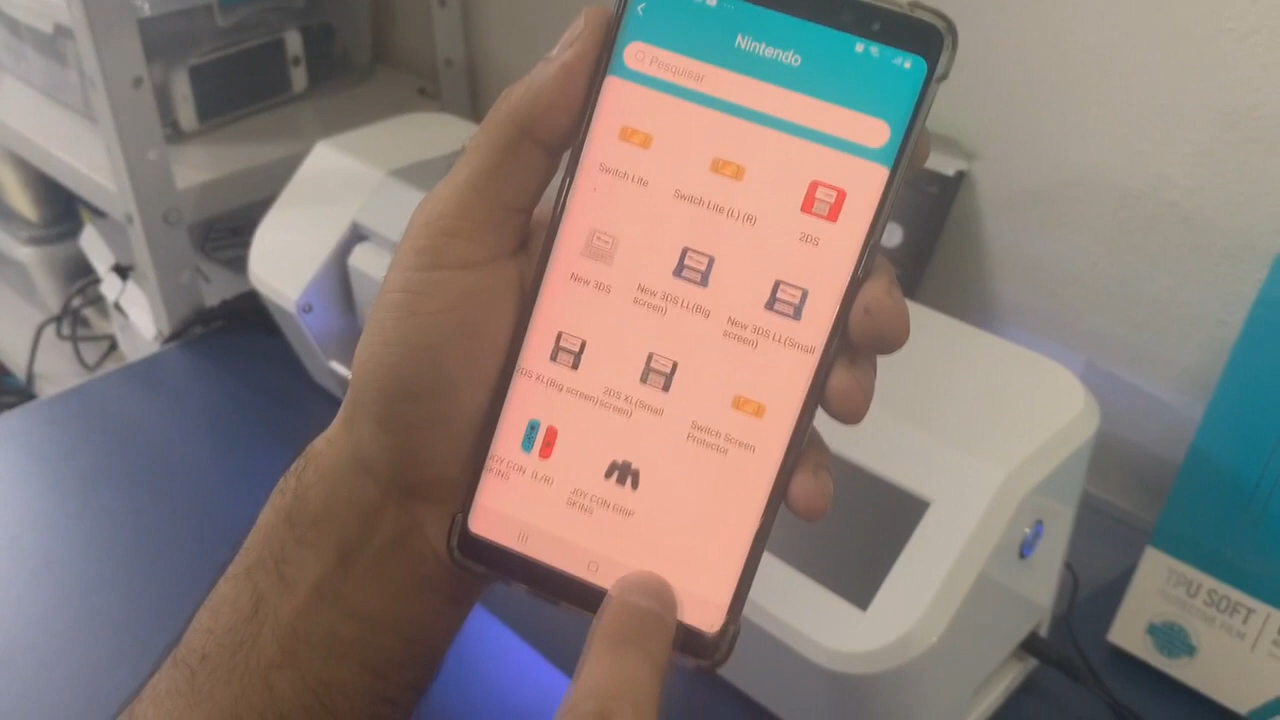 Nintendo
Pesquisar
Switch Lite
Switch Lite (L) (R)
2DS
New 3DS
New 3DS LL(Big
screen)
New 3DS LL(Small
screen)
2DS XL(Big screen)
2DS XL(Small
screen)
Switch Screen
Protector
JOY CON (L/R)
SKINS
JOY CON GRIP
SKINS
TPU SOFT
PROTECTIVE FILM